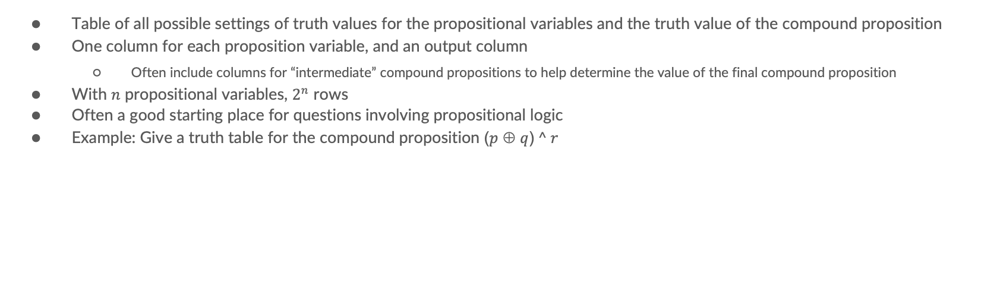 ● Table of all possible settings of truth values for the propositional variables and the truth value of the compound proposition
● One column for each proposition variable, and an output column
○ Often include columns for “intermediate” compound propositions to help determine the value of the final compound proposition
● With n propositional variables, 2ⁿ rows
● Often a good starting place for questions involving propositional logic
● Example: Give a truth table for the compound proposition (p ⊕ q) ^ r